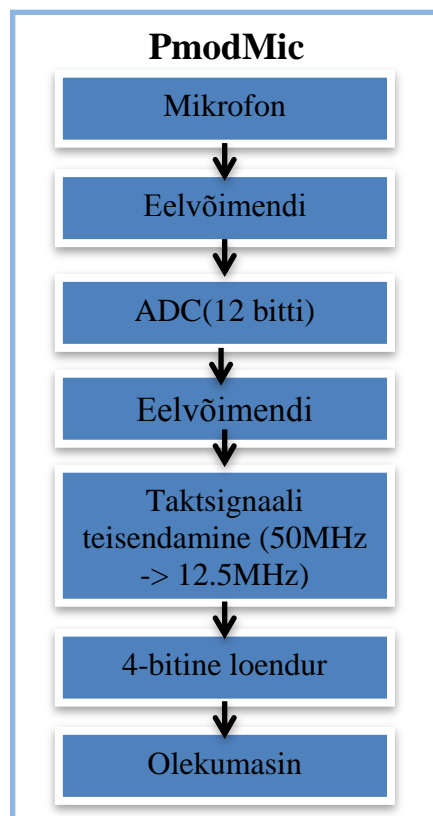 PmodMic
Mikrofon
Eelvõimendi
ADC(12 bitti)
Eelvõimendi
Taktsignaali
teisendamine (50MHz
-> 12.5MHz)
4-bitine loendur
Olekumasin